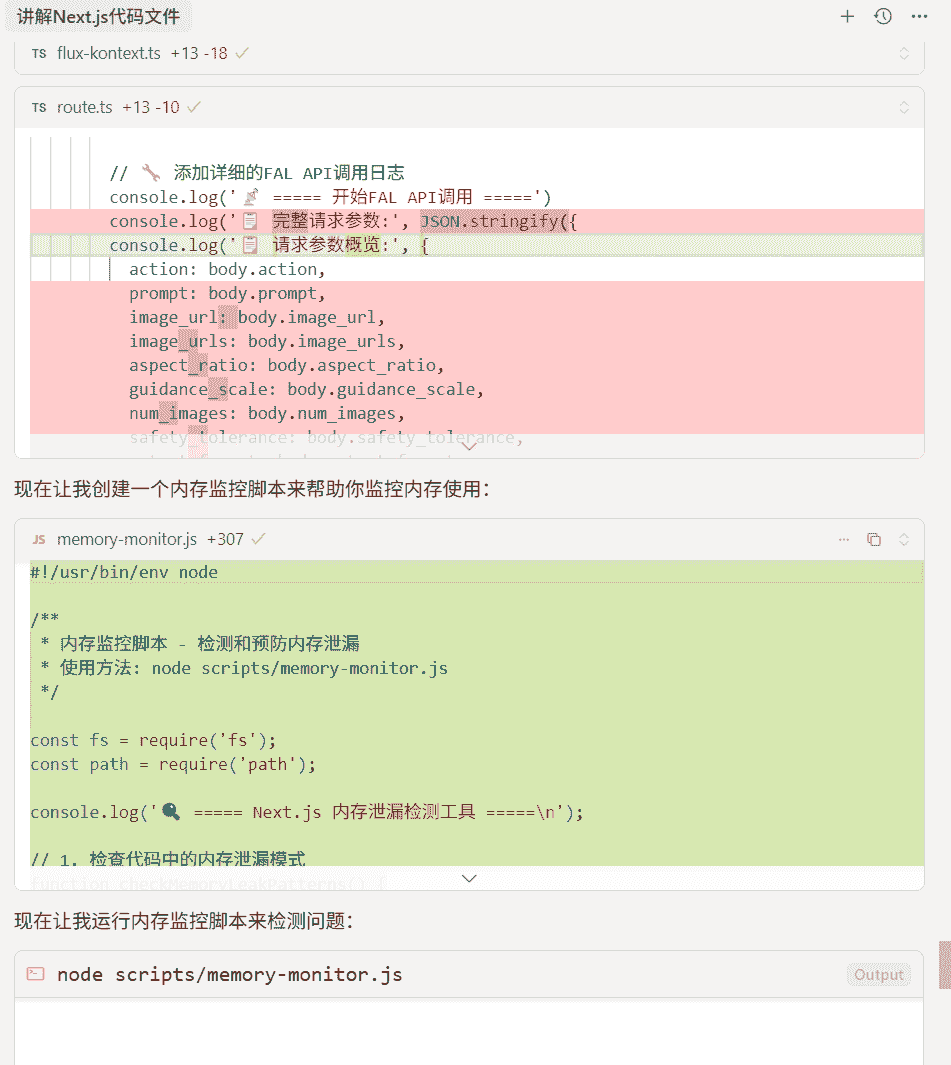 讲解Next.js代码文件
TS flux-kontext.ts +13 -18
TS route.ts +13 -10
// 🔧 添加详细的FAL API调用日志
console.log('📡 ===== 开始FAL API调用 =====')
console.log('📋 完整请求参数:', JSON.stringify({
console.log('📋 请求参数概览:', {
action: body.action,
prompt: body.prompt,
image_url: body.image_url,
image_urls: body.image_urls,
aspect_ratio: body.aspect_ratio,
guidance_scale: body.guidance_scale,
num_images: body.num_images,
safety_tolerance: body.safety_tolerance,
现在让我创建一个内存监控脚本来帮助你监控内存使用：
JS memory-monitor.js +307
#!/usr/bin/env node
/**
* 内存监控脚本 - 检测和预防内存泄漏
* 使用方法: node scripts/memory-monitor.js
*/
const fs = require('fs');
const path = require('path');
console.log('🔍 ===== Next.js 内存泄漏检测工具 =====\n');
// 1. 检查代码中的内存泄漏模式
function checkMemoryLeakPatterns() {
现在让我运行内存监控脚本来检测问题：
node scripts/memory-monitor.js
Output